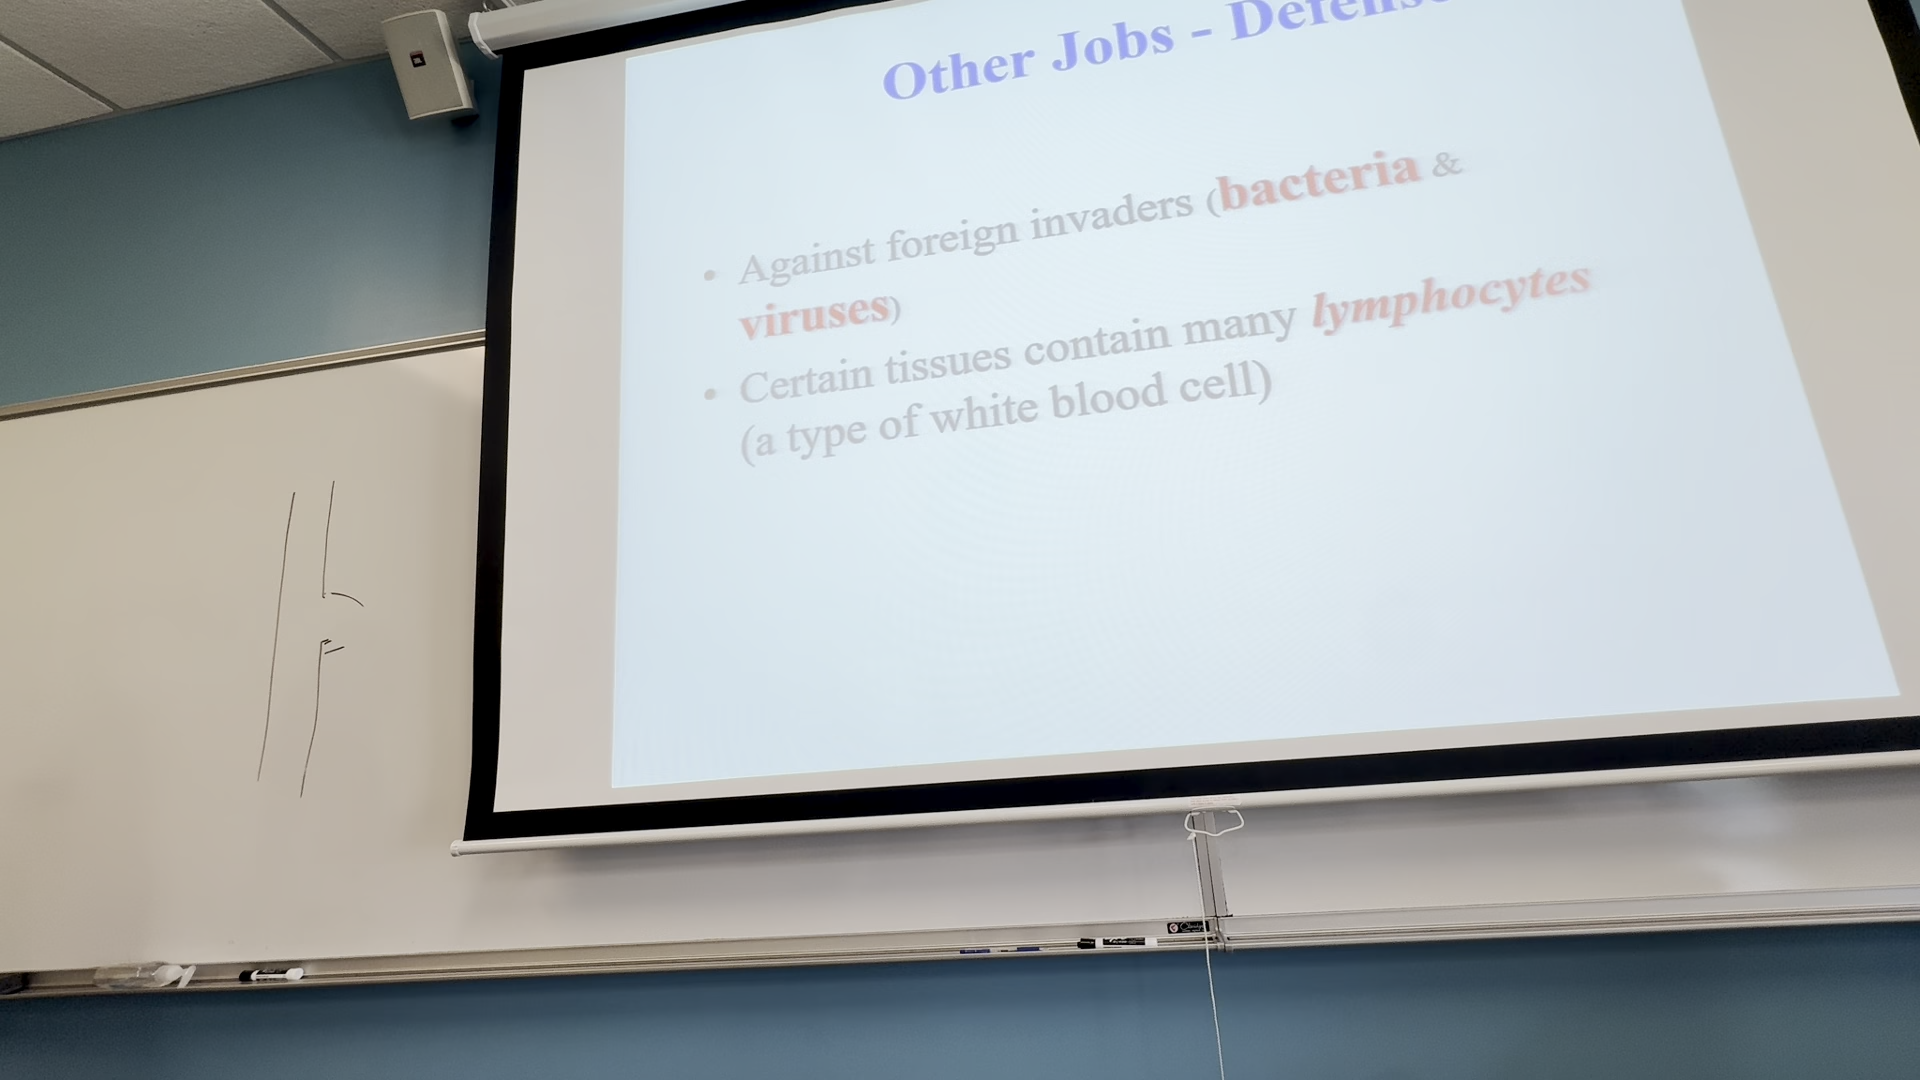 Other Jobs - Defense
• Against foreign invaders (bacteria &
viruses)
• Certain tissues contain many lymphocytes
(a type of white blood cell)